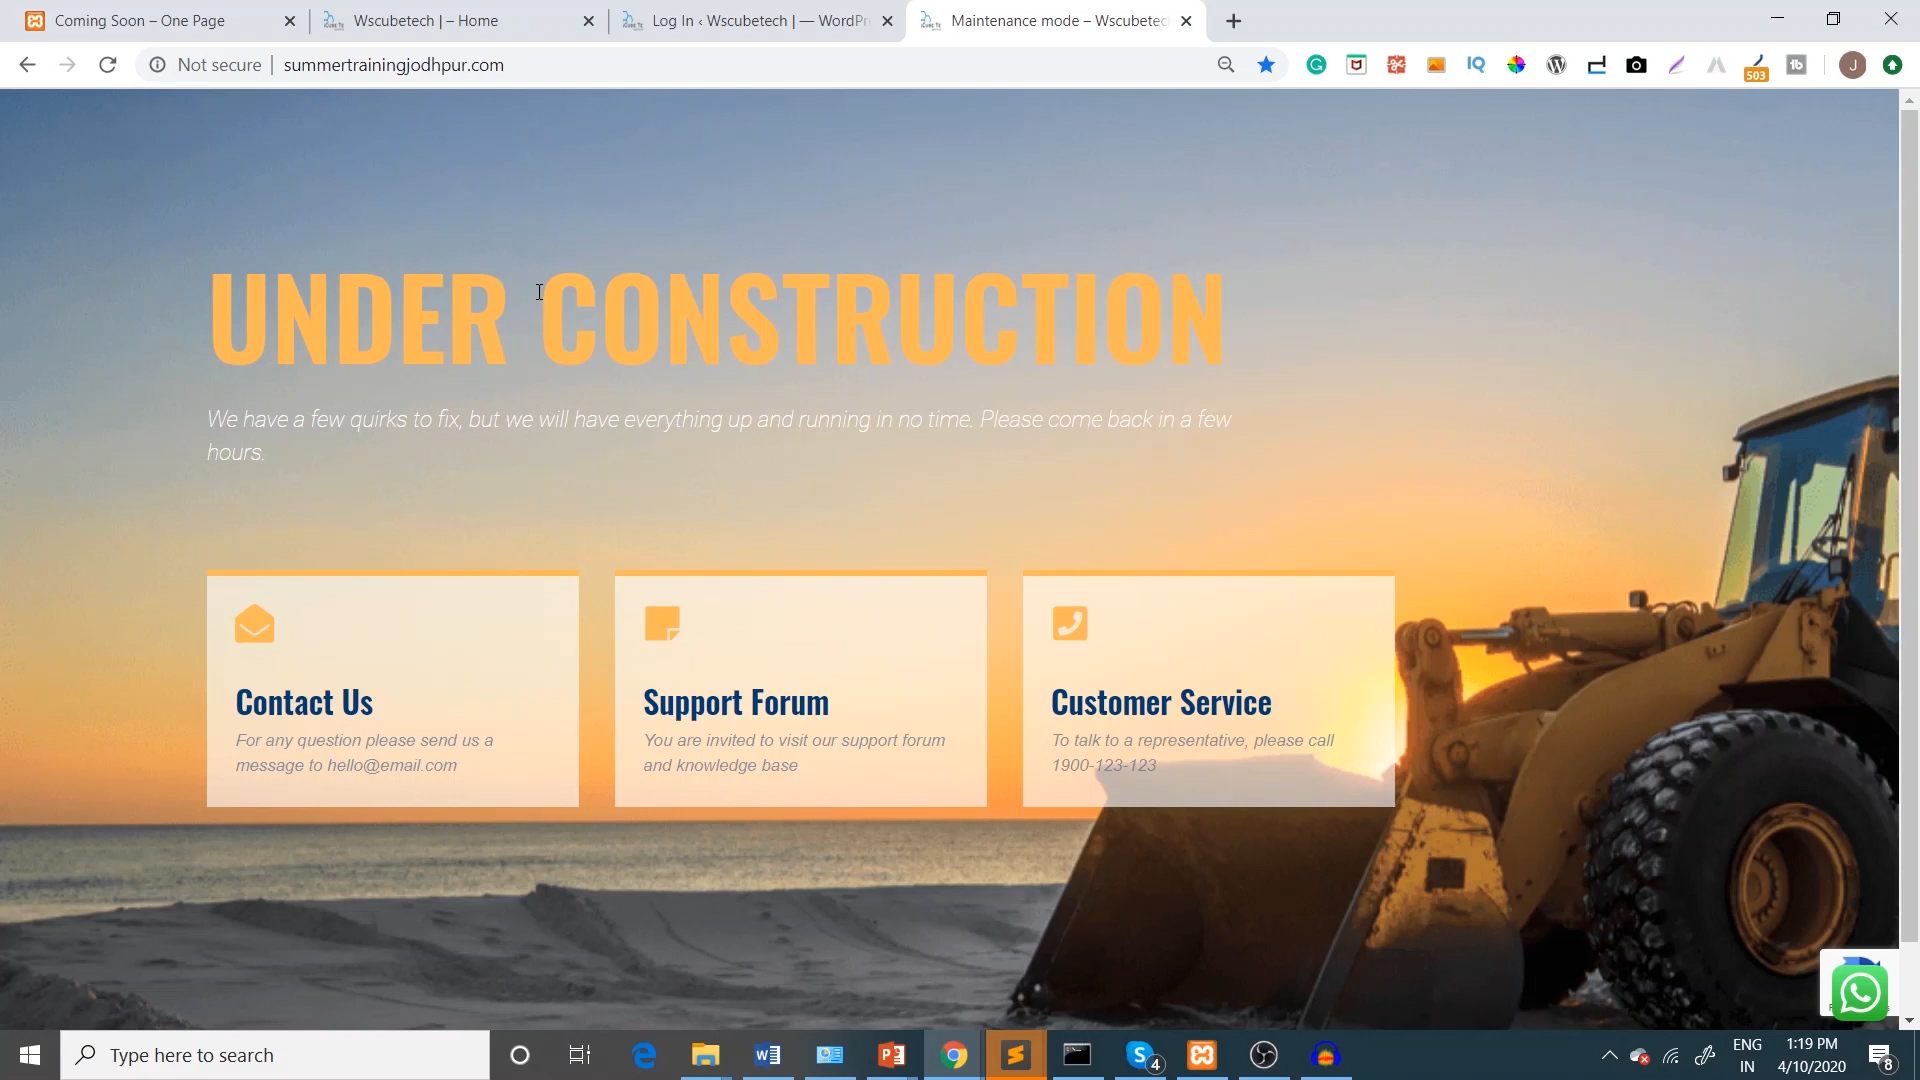 Coming Soon – One Page
Wscubetech | – Home
Log In ‹ Wscubetech | — WordPr
Maintenance mode – Wscubetec
Not secure
summertrainingjodhpur.com
IQ
503
J
UNDER CONSTRUCTION
We have a few quirks to fix, but we will have everything up and running in no time. Please come back in a few
hours.
Contact Us
For any question please send us a
message to hello@email.com
Support Forum
You are invited to visit our support forum
and knowledge base
Customer Service
To talk to a representative, please call
1900-123-123
Type here to search
4
ENG
IN
1:19 PM
4/10/2020
8